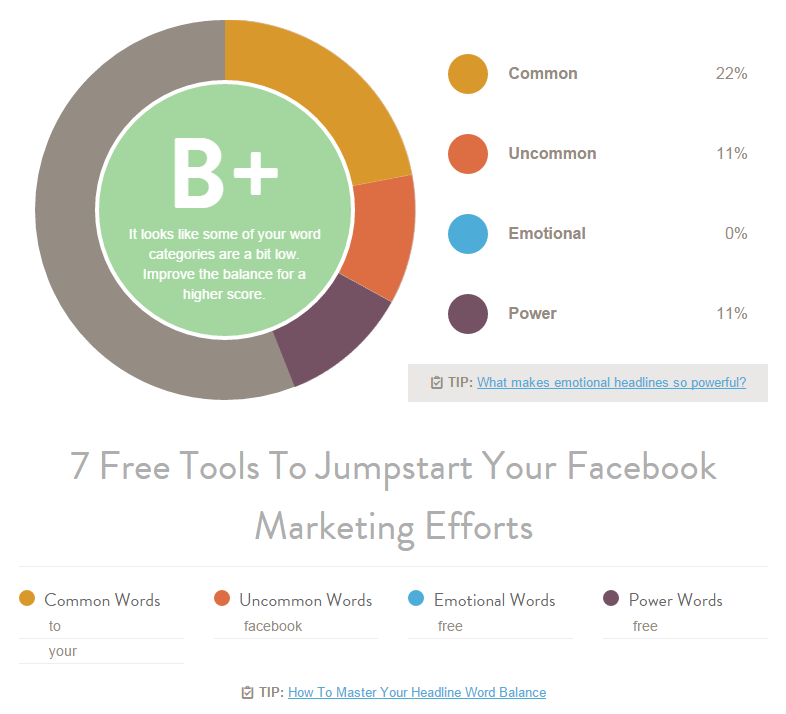 B+
It looks like some of your word
categories are a bit low.
Improve the balance for a
higher score.
Common 22%
Uncommon 11%
Emotional 0%
Power 11%
TIP: What makes emotional headlines so powerful?
7 Free Tools To Jumpstart Your Facebook
Marketing Efforts
Common Words
to
your
Uncommon Words
facebook
Emotional Words
free
Power Words
free
TIP: How To Master Your Headline Word Balance